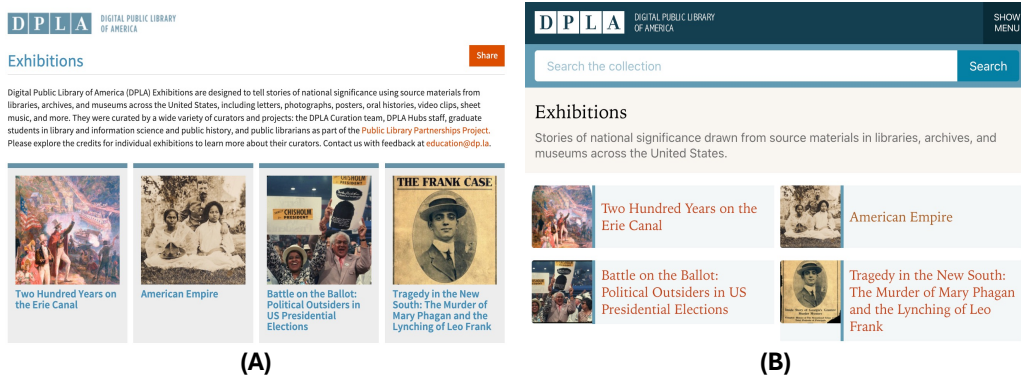 DPLA
DIGITAL PUBLIC LIBRARY
OF AMERICA
Exhibitions
Share
Digital Public Library of America (DPLA) Exhibitions are designed to tell stories of national significance using source materials from
libraries, archives, and museums across the United States, including letters, photographs, posters, oral histories, video clips, sheet
music, and more. They were curated by a wide variety of curators and projects: the DPLA Curation team, DPLA Hubs staff, graduate
students in library and information science and public history, and public librarians as part of the Public Library Partnerships Project.
Please explore the credits for individual exhibitions to learn more about their curators. Contact us with feedback at education@dp.la.
CHISHOLM
PRESIDENT
PRESIDENT
THE FRANK CASE
Two Hundred Years on
the Erie Canal
American Empire
Battle on the Ballot:
Political Outsiders in
US Presidential
Elections
Tragedy in the New
South: The Murder of
Mary Phagan and the
Lynching of Leo Frank
(A)
DPLA
DIGITAL PUBLIC LIBRARY
OF AMERICA
SHOW
MENU
Search the collection
Search
Exhibitions
Stories of national significance drawn from source materials in libraries, archives, and
museums across the United States.
Two Hundred Years on the
Erie Canal
American Empire
Battle on the Ballot:
Political Outsiders in US
Presidential Elections
Tragedy in the New South:
The Murder of Mary Phagan
and the Lynching of Leo
Frank
(B)